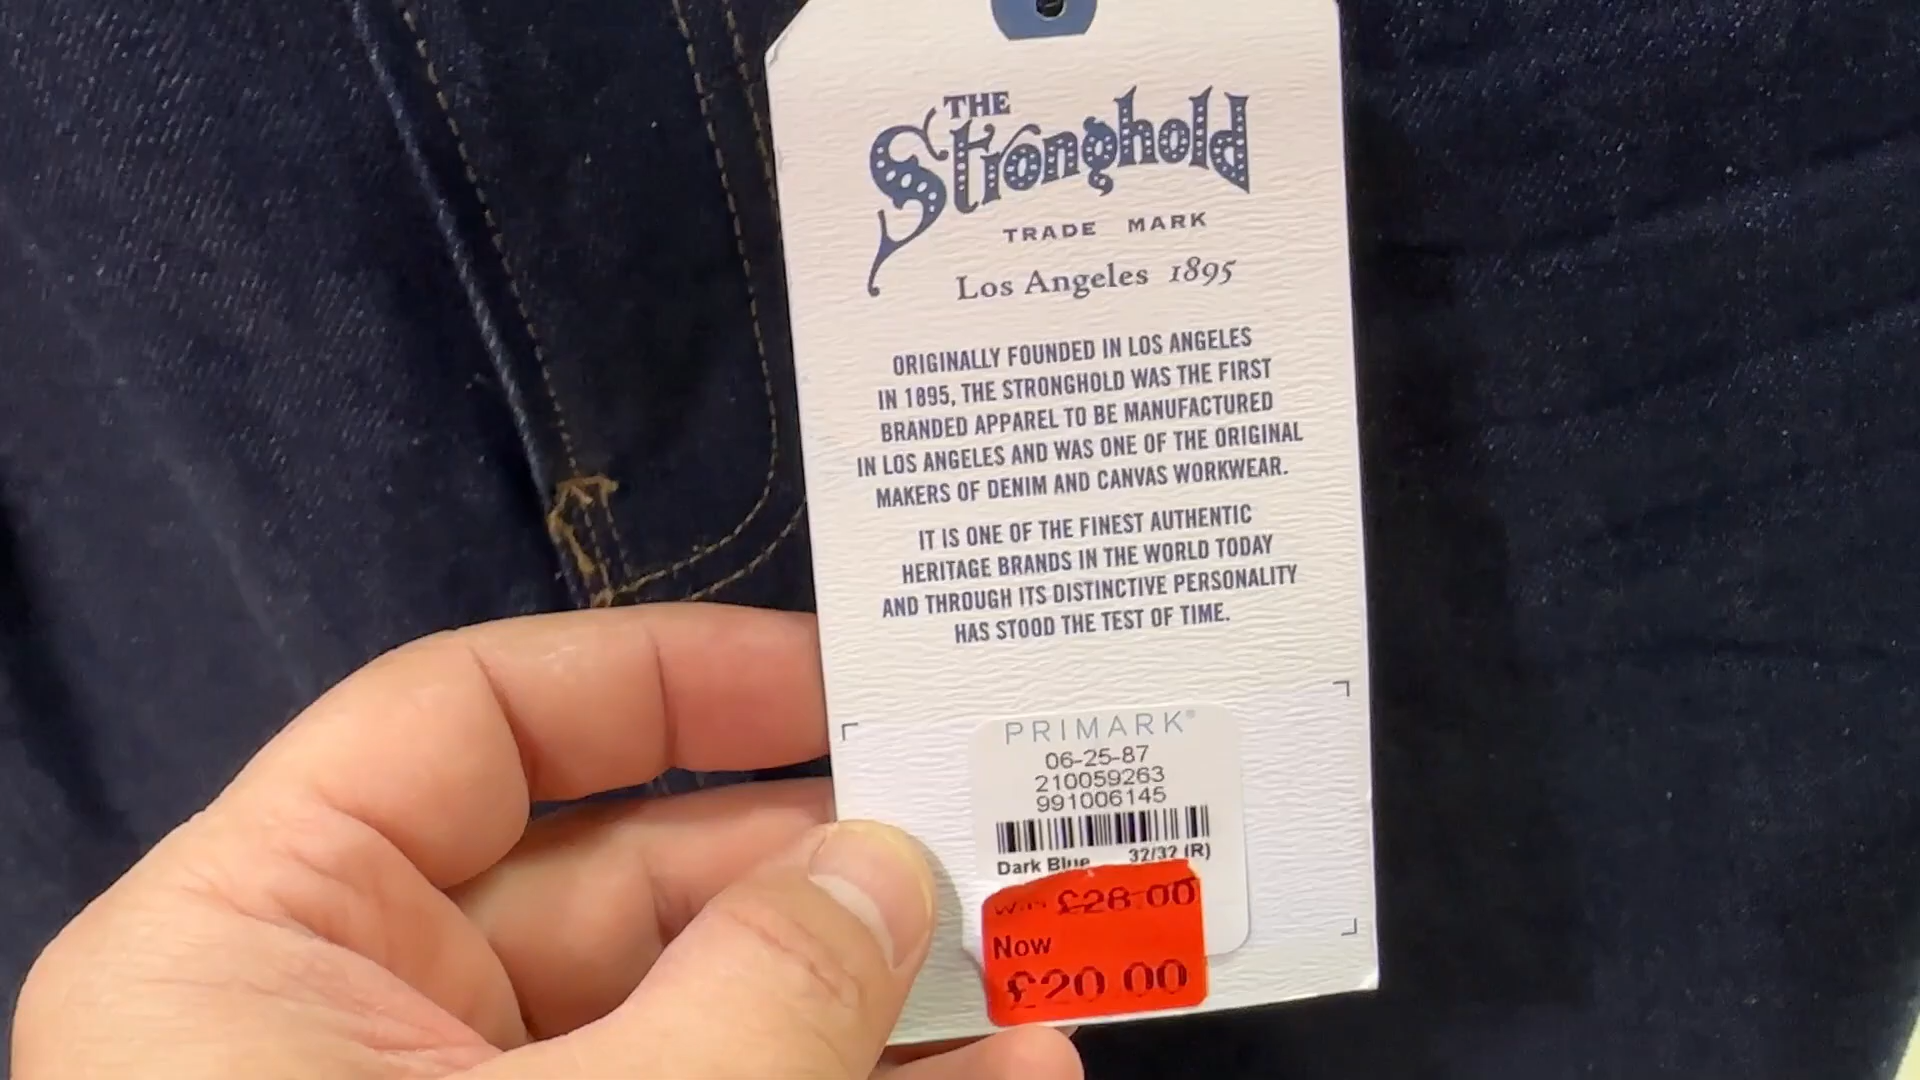 THE
Stronghold
TRADE MARK
Los Angeles 1895
ORIGINALLY FOUNDED IN LOS ANGELES
IN 1895, THE STRONGHOLD WAS THE FIRST
BRANDED APPAREL TO BE MANUFACTURED
IN LOS ANGELES AND WAS ONE OF THE ORIGINAL
MAKERS OF DENIM AND CANVAS WORKWEAR.
IT IS ONE OF THE FINEST AUTHENTIC
HERITAGE BRANDS IN THE WORLD TODAY
AND THROUGH ITS DISTINCTIVE PERSONALITY
HAS STOOD THE TEST OF TIME.
PRIMARK®
06-25-87
210059263
991006145
Dark Blue 32/32 (R)
£28.00
Now
£20 00